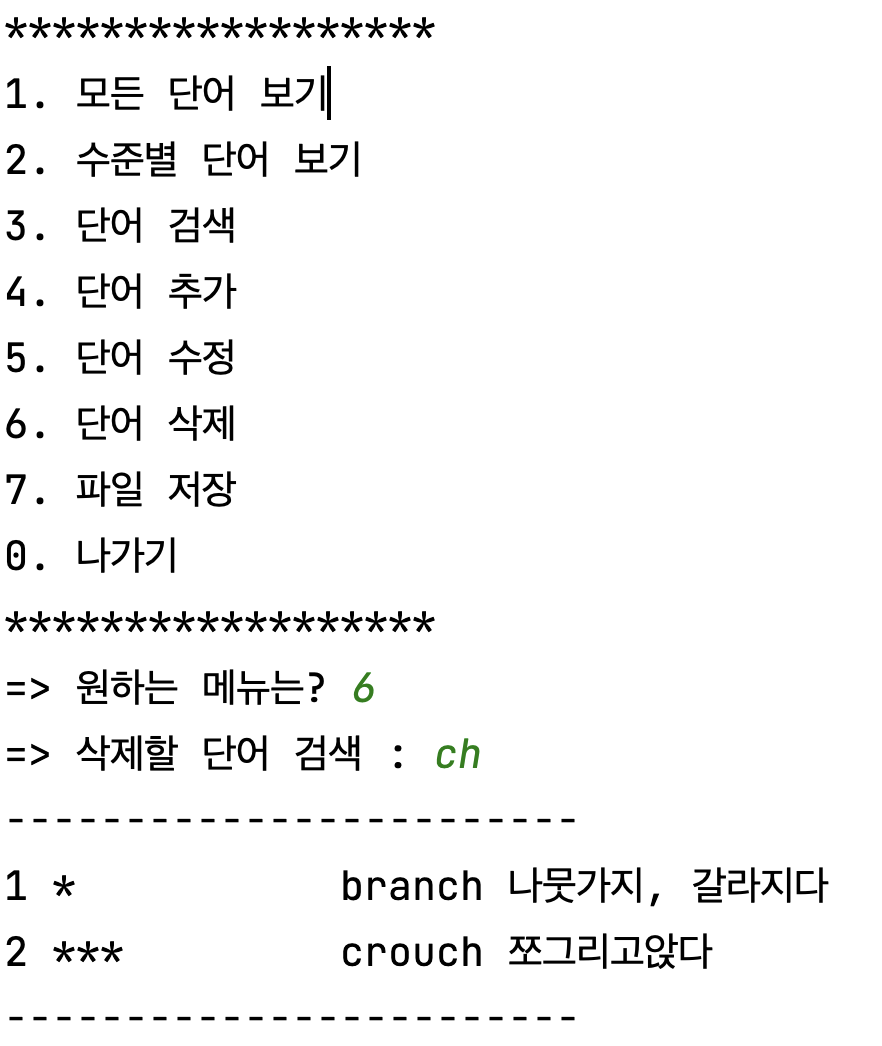 ******************
1. 모든 단어 보기
2. 수준별 단어 보기
3. 단어 검색
4. 단어 추가
5. 단어 수정
6. 단어 삭제
7. 파일 저장
0. 나가기
******************
=> 원하는 메뉴는? 6
=> 삭제할 단어 검색 : ch
------------------------
1 *           branch 나뭇가지, 갈라지다
2 ***         crouch 쪼그리고앉다
------------------------